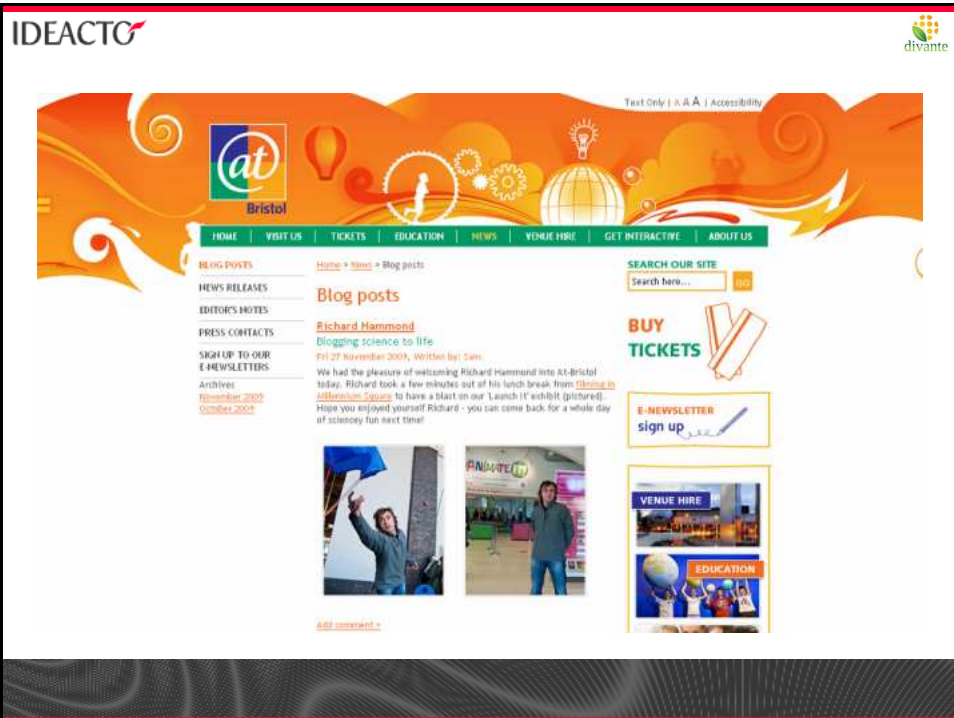 IDEACTO
divante
Text Only | A A A | Accessibility
at
Bristol
HOME | VISIT US | TICKETS | EDUCATION | NEWS | VENUE HIRE | GET INTERACTIVE | ABOUT US
BLOG POSTS
NEWS RELEASES
EDITOR'S NOTES
PRESS CONTACTS
SIGN UP TO OUR
E-NEWSLETTERS
Archives
November 2009
October 2009
Home » News » Blog posts
Blog posts
Richard Hammond
Blogging science to life
Fri 27 November 2009, Written by: Sam
We had the pleasure of welcoming Richard Hammond into At-Bristol
today. Richard took a few minutes out of his lunch break from filming in
Millennium Square to have a blast on our 'Launch It' exhibit (pictured).
Hope you enjoyed yourself Richard - you can come back for a whole day
of sciencey fun next time!
ANIMATE
Add comment »
SEARCH OUR SITE
Search here...
GO
BUY
TICKETS
E-NEWSLETTER
sign up
VENUE HIRE
EDUCATION